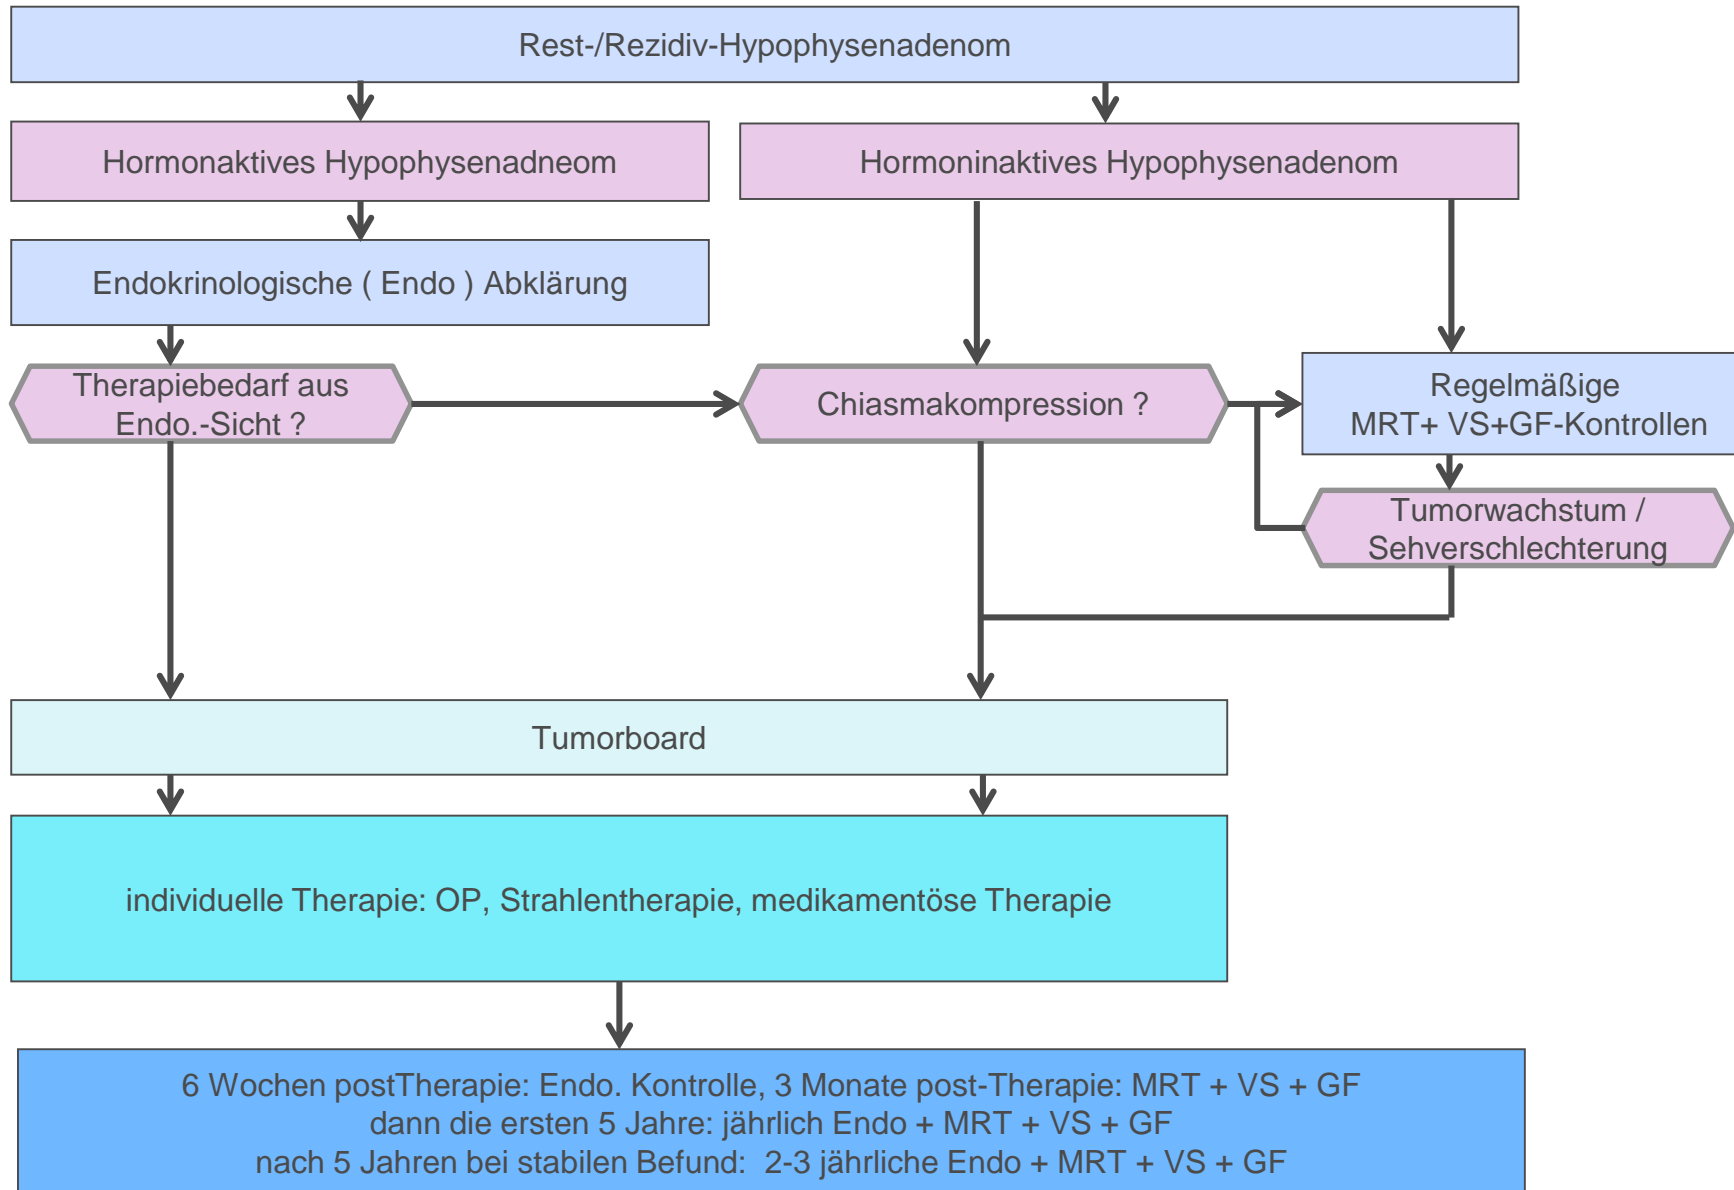 Rest-/Rezidiv-Hypophysenadenom
Hormonaktives Hypophysenadneom
Hormoninaktives Hypophysenadenom
Endokrinologische ( Endo ) Abklärung
Therapiebedarf aus
Endo.-Sicht ?
Chiasmakompression ?
Regelmäßige
MRT+ VS+GF-Kontrollen
Tumorwachstum /
Sehverschlechterung
Tumorboard
individuelle Therapie: OP, Strahlentherapie, medikamentöse Therapie
6 Wochen postTherapie: Endo. Kontrolle, 3 Monate post-Therapie: MRT + VS + GF
dann die ersten 5 Jahre: jährlich Endo + MRT + VS + GF
nach 5 Jahren bei stabilen Befund:  2-3 jährliche Endo + MRT + VS + GF